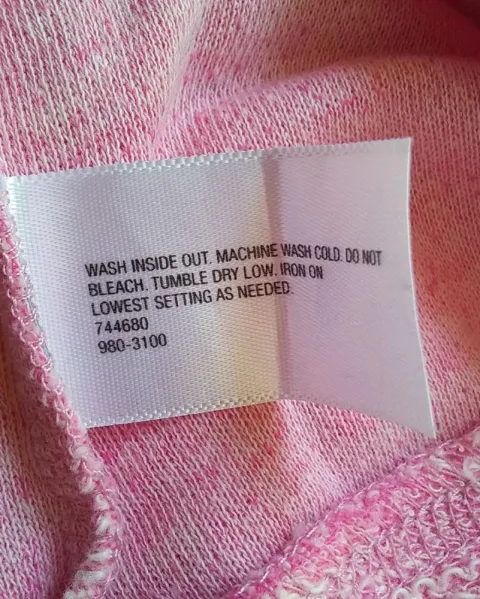 WASH INSIDE OUT. MACHINE WASH COLD. DO NOT
BLEACH. TUMBLE DRY LOW. IRON ON
LOWEST SETTING AS NEEDED.
744680
980-3100